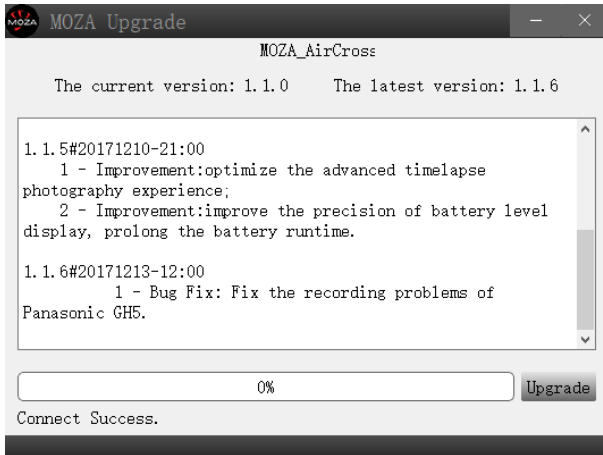 MOZA MOZA Upgrade
MOZA_AirCross
The current version: 1.1.0 The latest version: 1.1.6
1.1.5#20171210-21:00
1 - Improvement:optimize the advanced timelapse
photography experience;
2 - Improvement:improve the precision of battery level
display, prolong the battery runtime.
1.1.6#20171213-12:00
1 - Bug Fix: Fix the recording problems of
Panasonic GH5.
0% Upgrade
Connect Success.